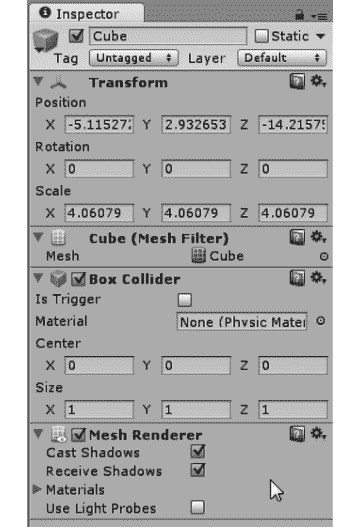 Inspector
Cube Static
Tag Untagged Layer Default
Transform
Position
X -5.115272 Y 2.932653 Z -14.21575
Rotation
X 0 Y 0 Z 0
Scale
X 4.06079 Y 4.06079 Z 4.06079
Cube (Mesh Filter)
Mesh Cube
Box Collider
Is Trigger
Material None (Physic Mater
Center
X 0 Y 0 Z 0
Size
X 1 Y 1 Z 1
Mesh Renderer
Cast Shadows
Receive Shadows
Materials
Use Light Probes